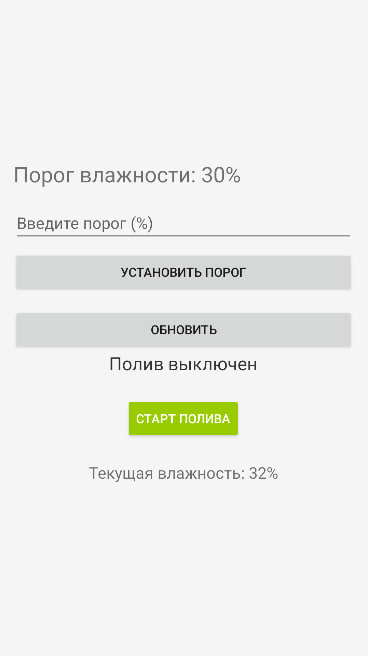 Порог влажности: 30%
Введите порог (%)
УСТАНОВИТЬ ПОРОГ
ОБНОВИТЬ
Полив выключен
СТАРТ ПОЛИВА
Текущая влажность: 32%